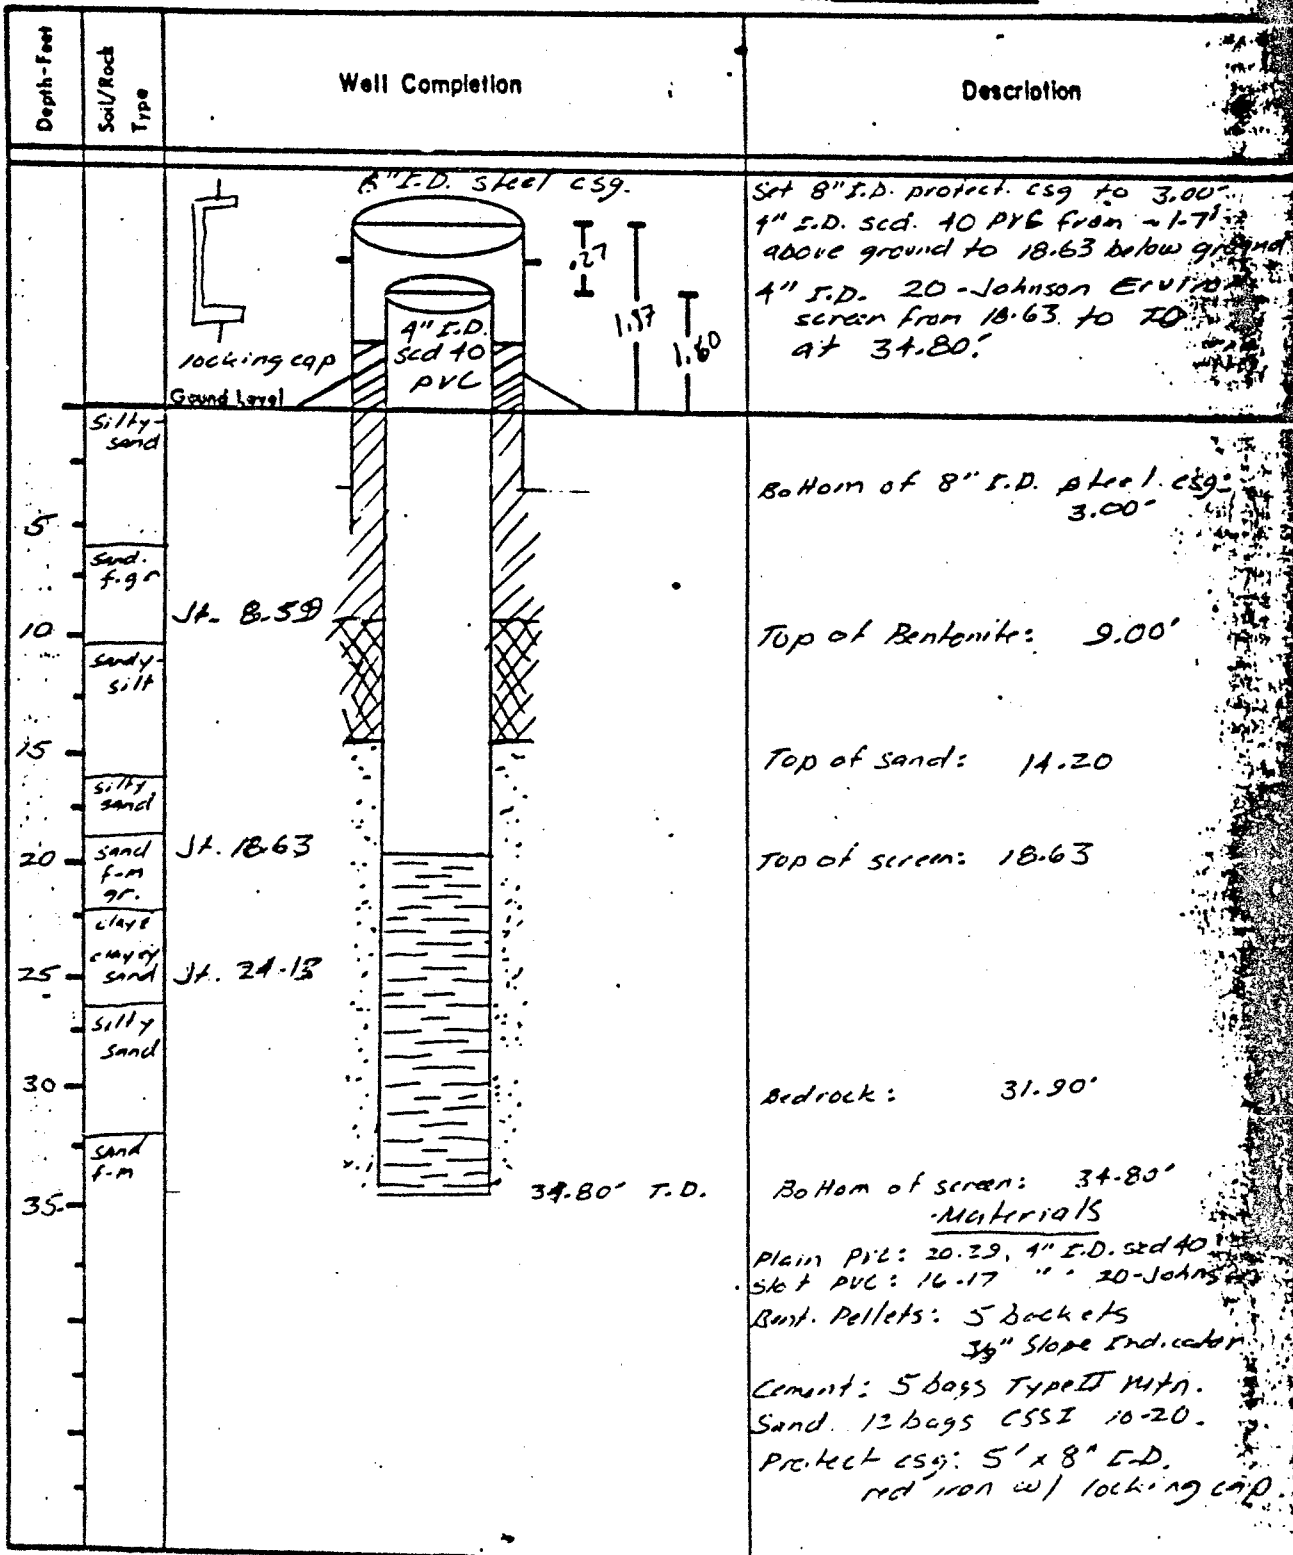 Depth-Feet
Soil/Rock Type
Well Completion
Description
8" I.D. steel csg.
.27
1.60
4" I.D.
scd 40
PVC
locking cap
Ground Level
Set 8" I.D. protect. csg to 3.00'
4" I.D. scd. 40 PVC from ~1.7'
above ground to 18.63 below ground
4" I.D. 20-Johnson Enviro
screen from 18.63 to TD
at 34.80'
Silty-
sand
5
sand.
f.gr
10
sandy-
silt
15
silty
sand
20
sand
f-m
gr.
clayey
25
sand
silty
sand
30
sand
f-m
35
Jt. 8.59
Jt. 18.63
Jt. 24.13
34.80' T.D.
Bottom of 8" I.D. steel csg:
3.00'
Top of Bentonite: 9.00'
Top of sand: 14.20
Top of screen: 18.63
Bedrock: 31.90'
Bottom of screen: 34.80'
Materials
Plain PVC: 20.29, 4" I.D. scd 40
Slot PVC: 16.17 " " 20-Johns
Bent. Pellets: 5 buckets
3/8" Slope Indicator
Cement: 5 bags Type II Mtn.
Sand. 12 bags CSSI 10-20.
Protect csg: 5' x 8" I.D.
red iron w/ locking cap.